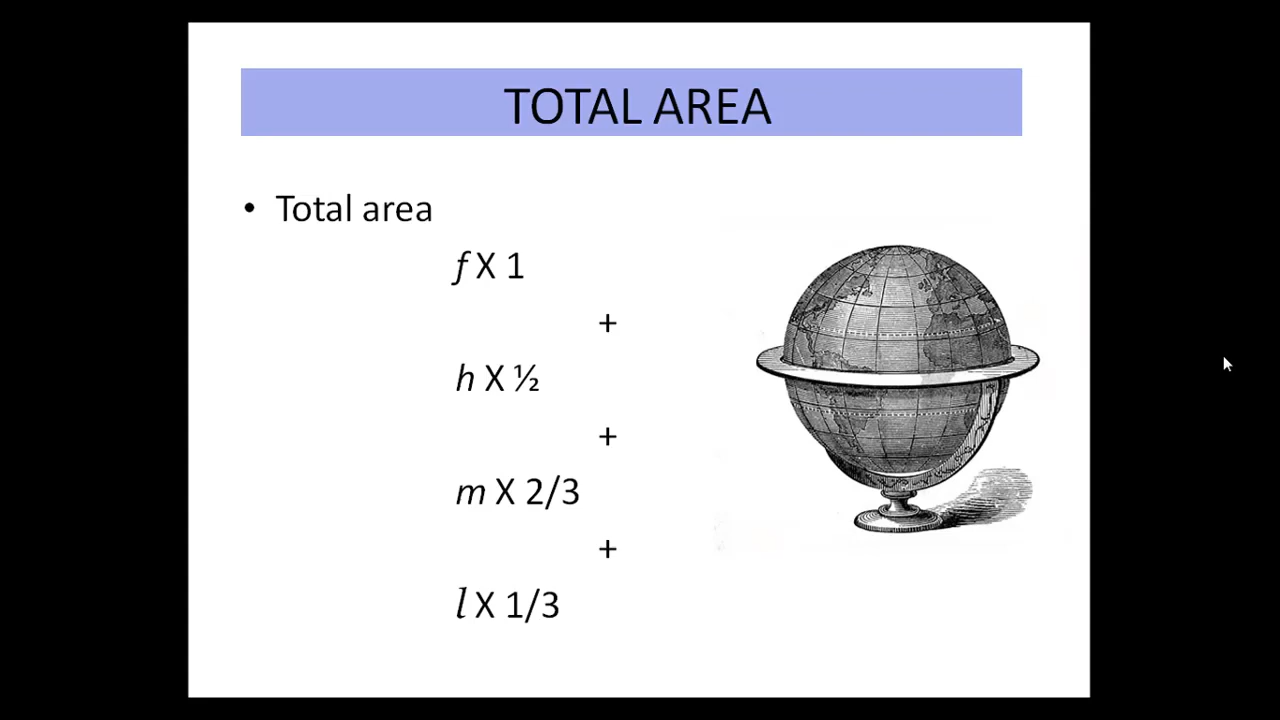 TOTAL AREA
• Total area
f X 1
+
h X ½
+
m X 2/3
+
l X 1/3